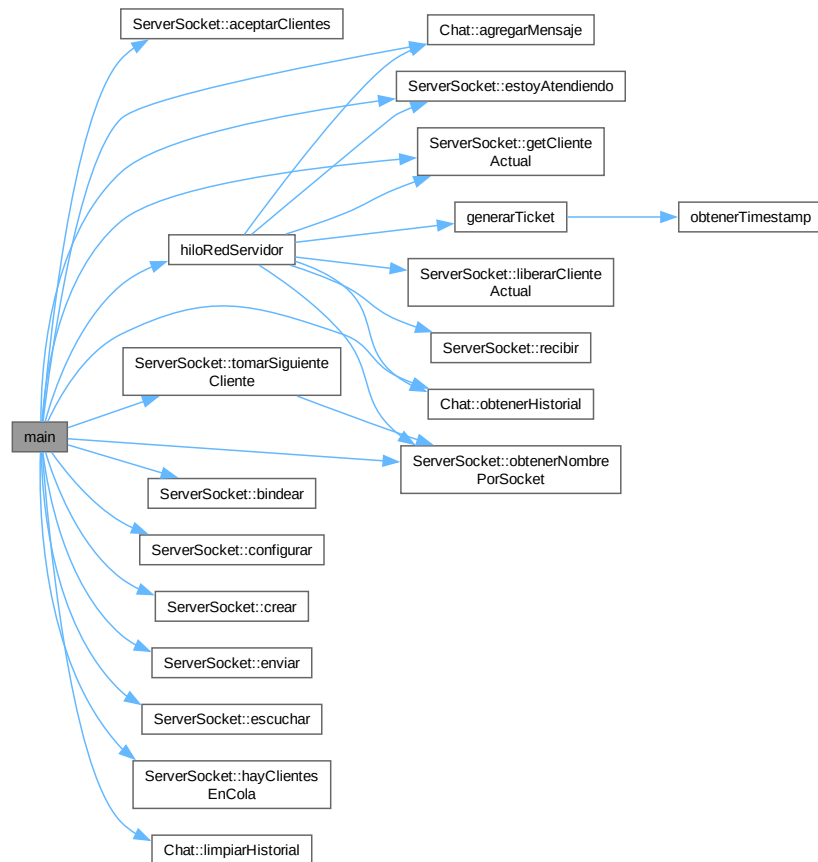 ServerSocket::aceptarClientes
Chat::agregarMensaje
ServerSocket::estoyAtendiendo
ServerSocket::getCliente
Actual
generarTicket
obtenerTimestamp
hiloRedServidor
ServerSocket::liberarCliente
Actual
ServerSocket::recibir
ServerSocket::tomarSiguiente
Cliente
Chat::obtenerHistorial
main
ServerSocket::obtenerNombre
PorSocket
ServerSocket::bindear
ServerSocket::configurar
ServerSocket::crear
ServerSocket::enviar
ServerSocket::escuchar
ServerSocket::hayClientes
EnCola
Chat::limpiarHistorial